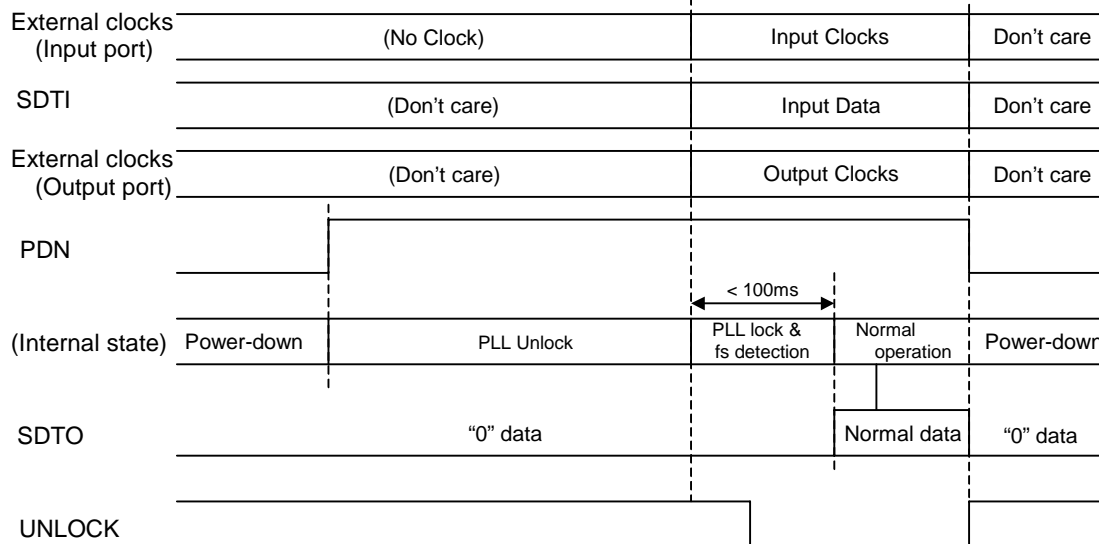 External clocks
(Input port)
(No Clock)
Input Clocks
Don't care
SDTI
(Don't care)
Input Data
Don't care
External clocks
(Output port)
(Don't care)
Output Clocks
Don't care
PDN
< 100ms
(Internal state)
Power-down
PLL Unlock
PLL lock &
fs detection
Normal
operation
Power-down
SDTO
“0” data
Normal data
“0” data
UNLOCK